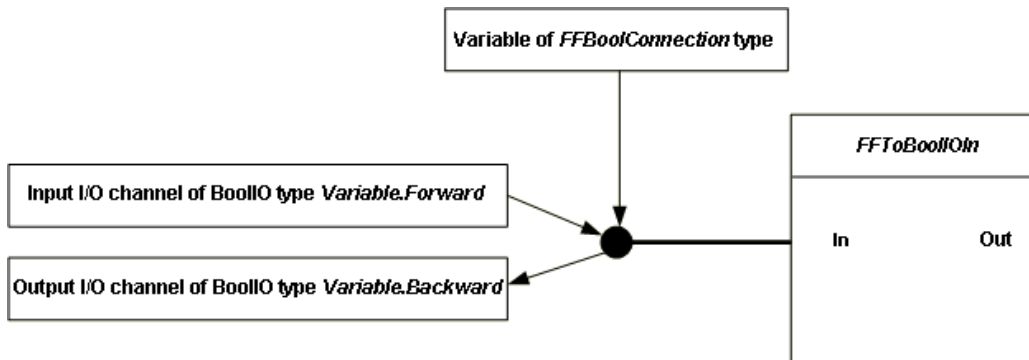 Variable of FFBoolConnection type
FFToBoolIOIn
Input I/O channel of BoolIO type Variable.Forward
In Out
Output I/O channel of BoolIO type Variable.Backward